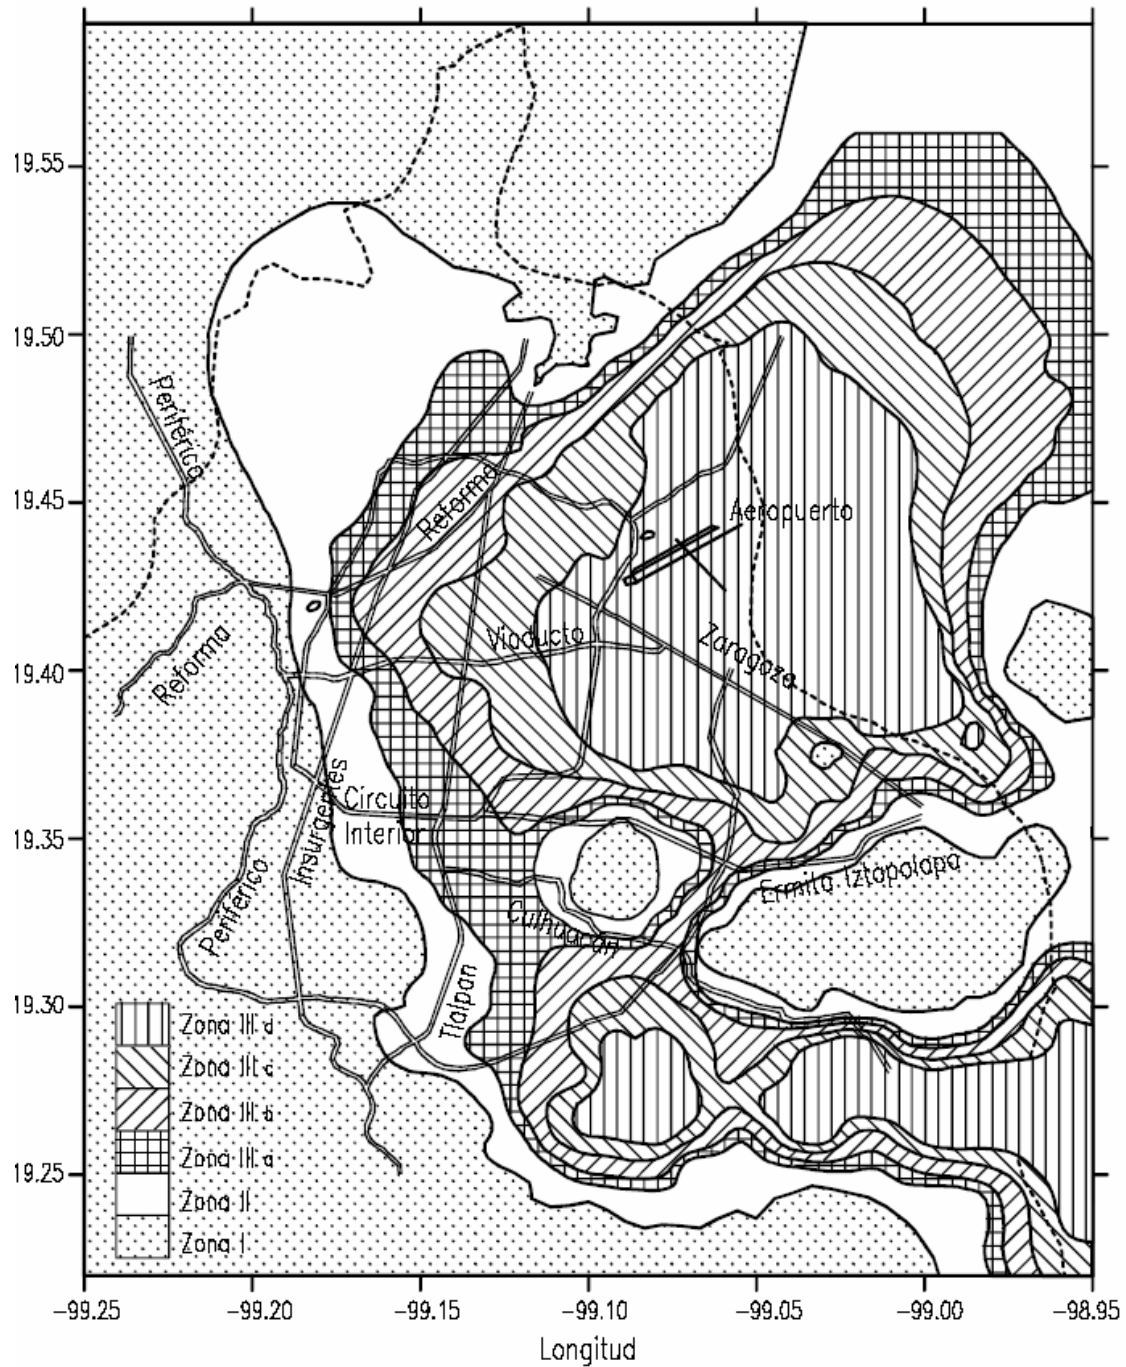 19.55
19.50
19.45
19.40
19.35
19.30
19.25
Periférico
Reforma
Aeropuerto
Reforma
Viaducto
Zaragoza
Insurgentes
Circuito
Interior
Periférico
Ermita Iztapalapa
Culhuacán
Tlalpan
Zona III d
Zona III c
Zona III b
Zona III a
Zona II
Zona I
-99.25
-99.20
-99.15
-99.10
-99.05
-99.00
-98.95
Longitud